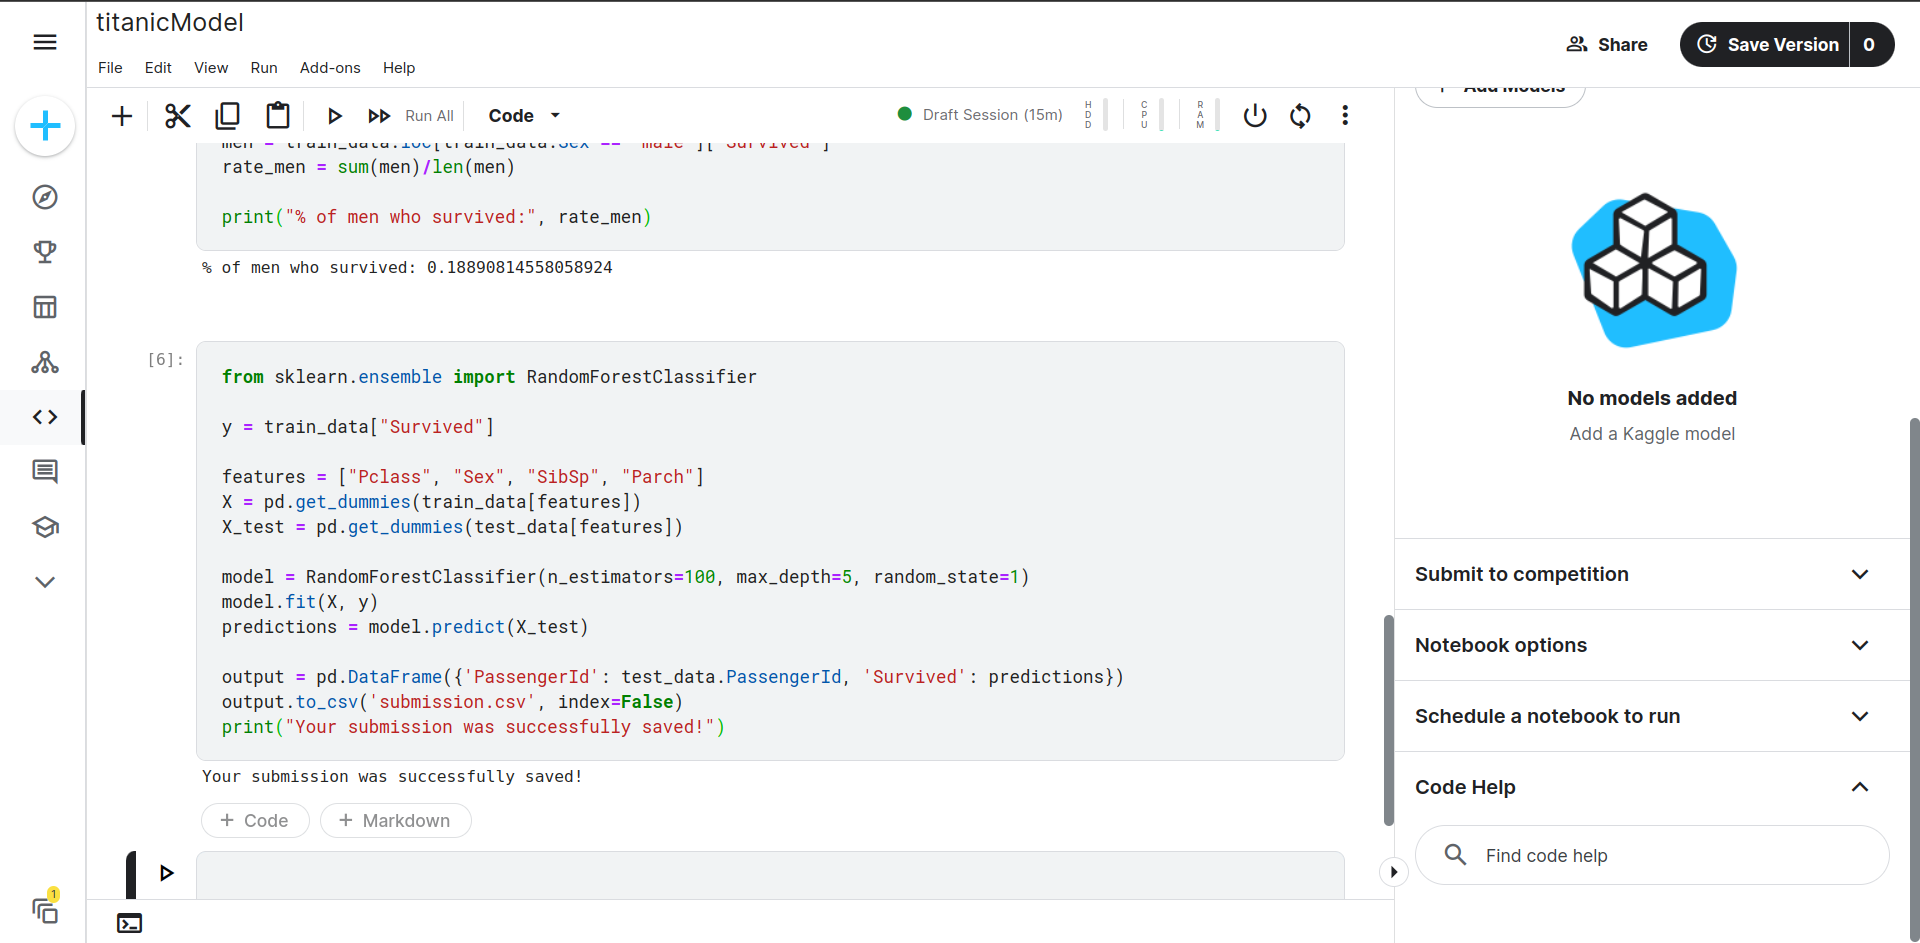 titanicModel
File Edit View Run Add-ons Help
Share
Save Version 0
Run All
Code
Draft Session (15m)
HDD
CPU
RAM
Add Models
men = train_data.loc[train_data.Sex == 'male']["Survived"]
rate_men = sum(men)/len(men)
print("% of men who survived:", rate_men)
% of men who survived: 0.18890814558058924
[6]:
from sklearn.ensemble import RandomForestClassifier
y = train_data["Survived"]
features = ["Pclass", "Sex", "SibSp", "Parch"]
X = pd.get_dummies(train_data[features])
X_test = pd.get_dummies(test_data[features])
model = RandomForestClassifier(n_estimators=100, max_depth=5, random_state=1)
model.fit(X, y)
predictions = model.predict(X_test)
output = pd.DataFrame({'PassengerId': test_data.PassengerId, 'Survived': predictions})
output.to_csv('submission.csv', index=False)
print("Your submission was successfully saved!")
Your submission was successfully saved!
+ Code
+ Markdown
No models added
Add a Kaggle model
Submit to competition
Notebook options
Schedule a notebook to run
Code Help
Find code help
1